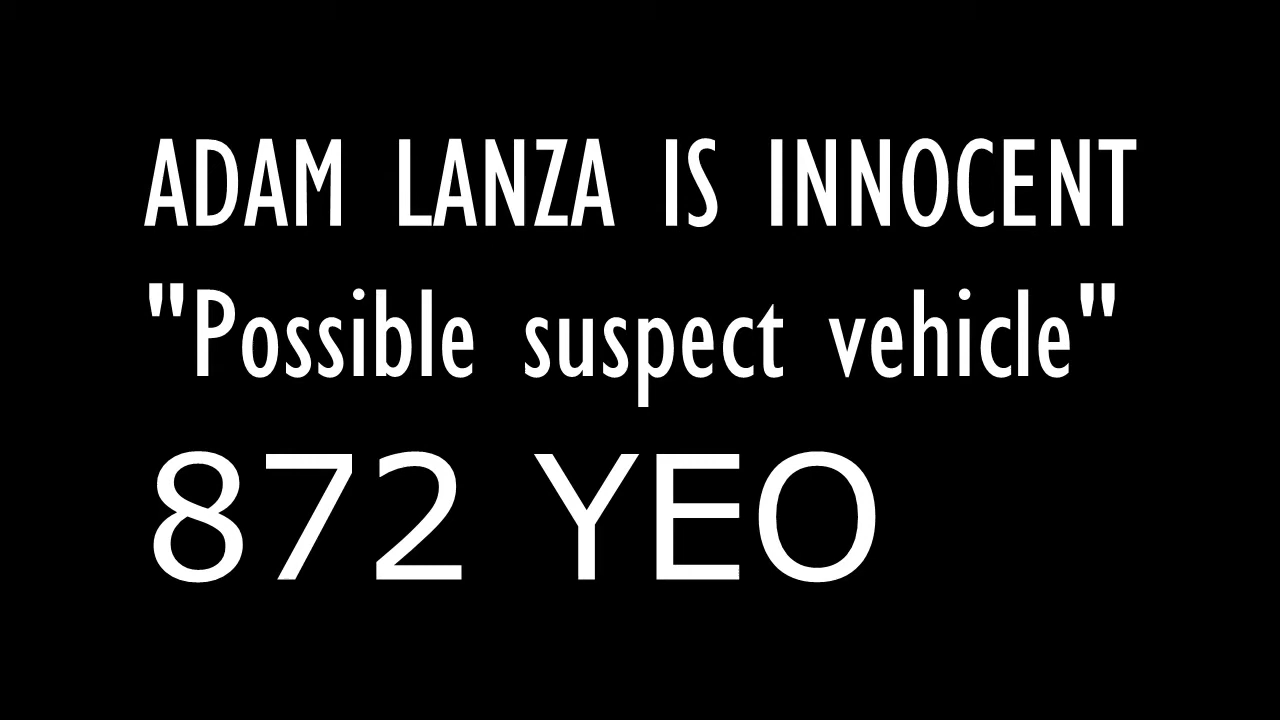 ADAM LANZA IS INNOCENT
"Possible suspect vehicle"
872 YEO